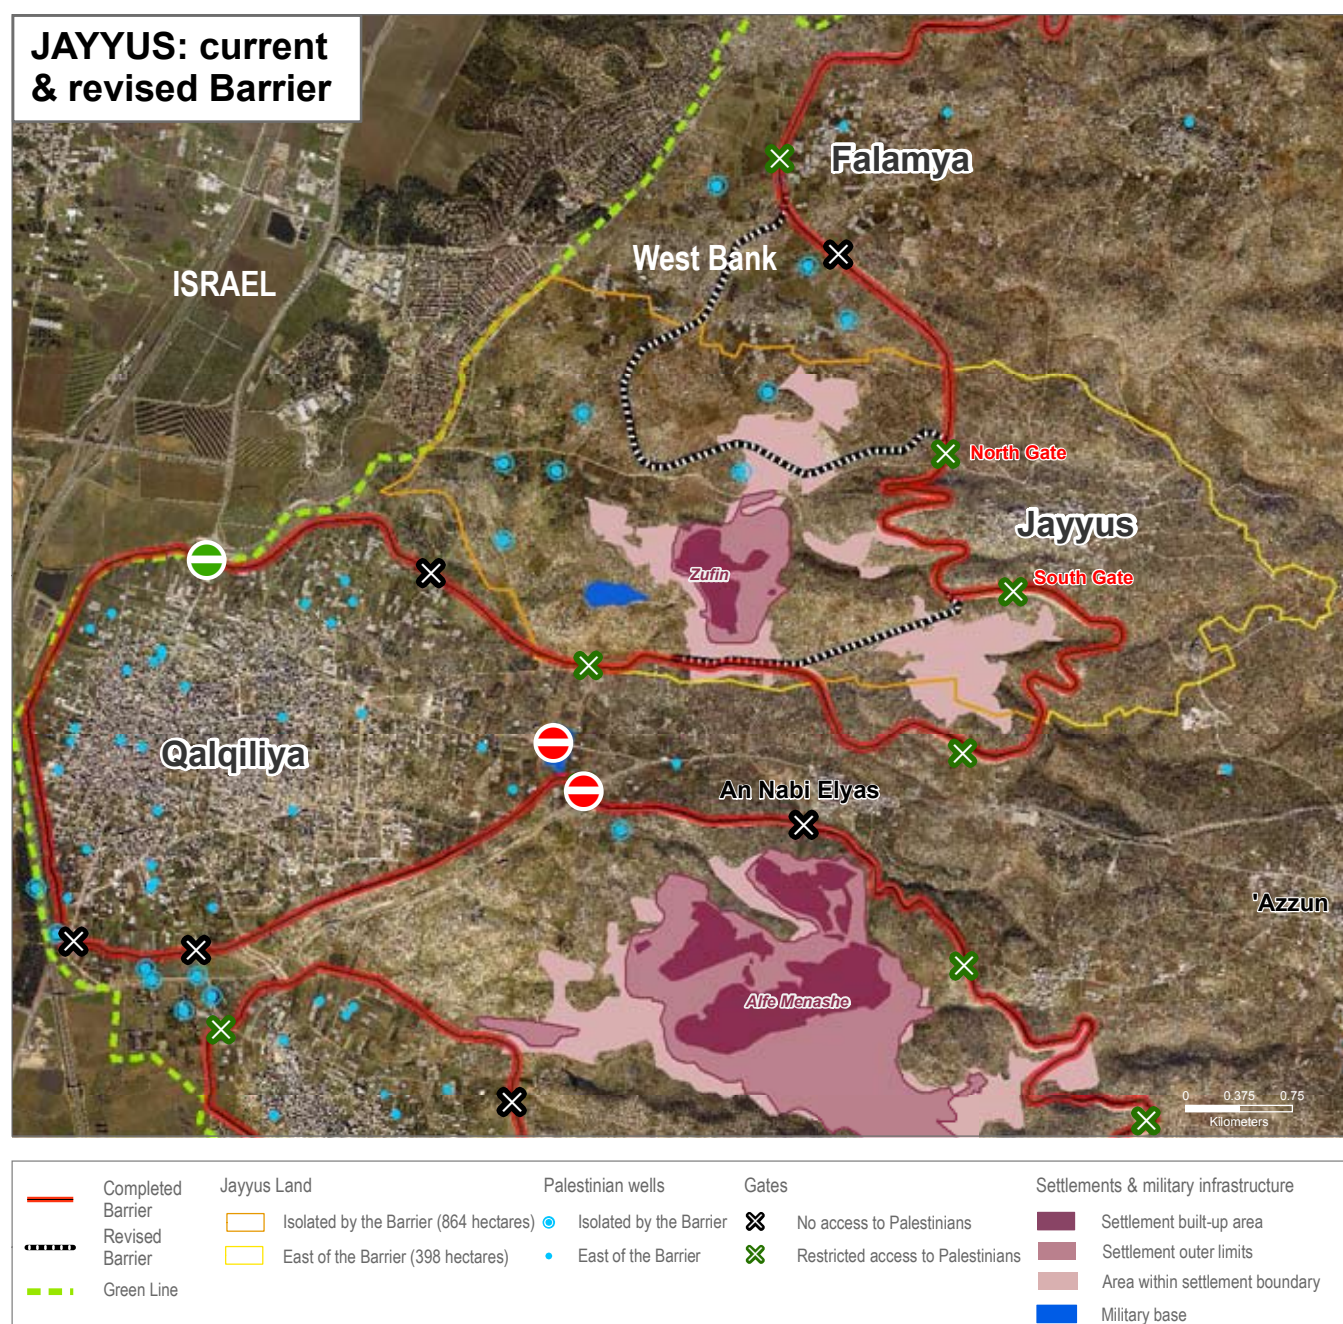 JAYYUS: current
& revised Barrier
Falamya
West Bank
ISRAEL
North Gate
Jayyus
Zufin
South Gate
Qalqiliya
An Nabi Elyas
'Azzun
Alfe Menashe
0 0.375 0.75
Kilometers
Completed
Barrier
Revised
Barrier
Green Line
Jayyus Land
Isolated by the Barrier (864 hectares)
East of the Barrier (398 hectares)
Palestinian wells
Isolated by the Barrier
East of the Barrier
Gates
No access to Palestinians
Restricted access to Palestinians
Settlements & military infrastructure
Settlement built-up area
Settlement outer limits
Area within settlement boundary
Military base